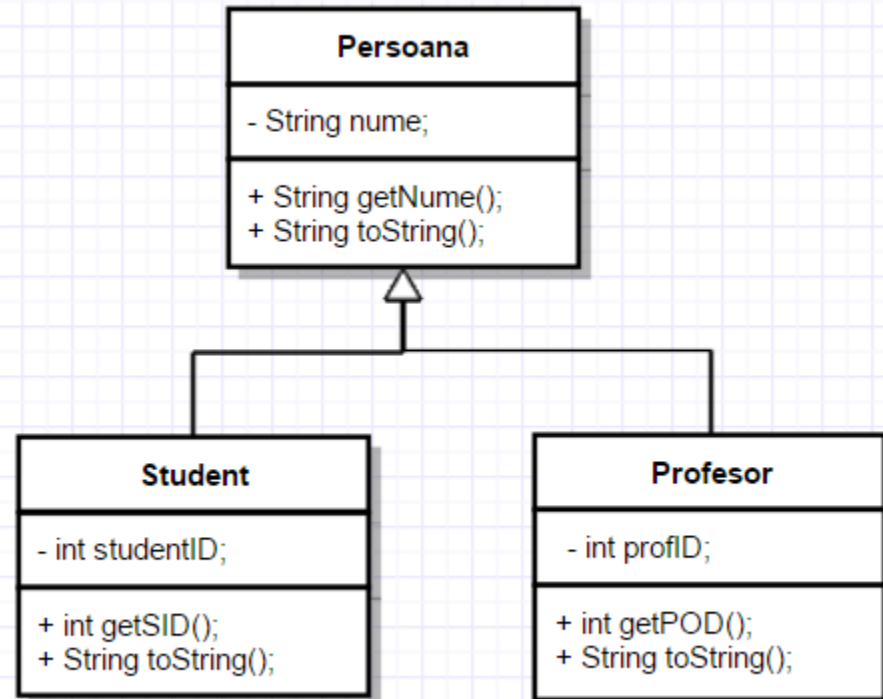 Persoana
- String nume;
+ String getNume();
+ String toString();
Student
- int studentID;
+ int getSID();
+ String toString();
Profesor
- int profID;
+ int getPOD();
+ String toString();